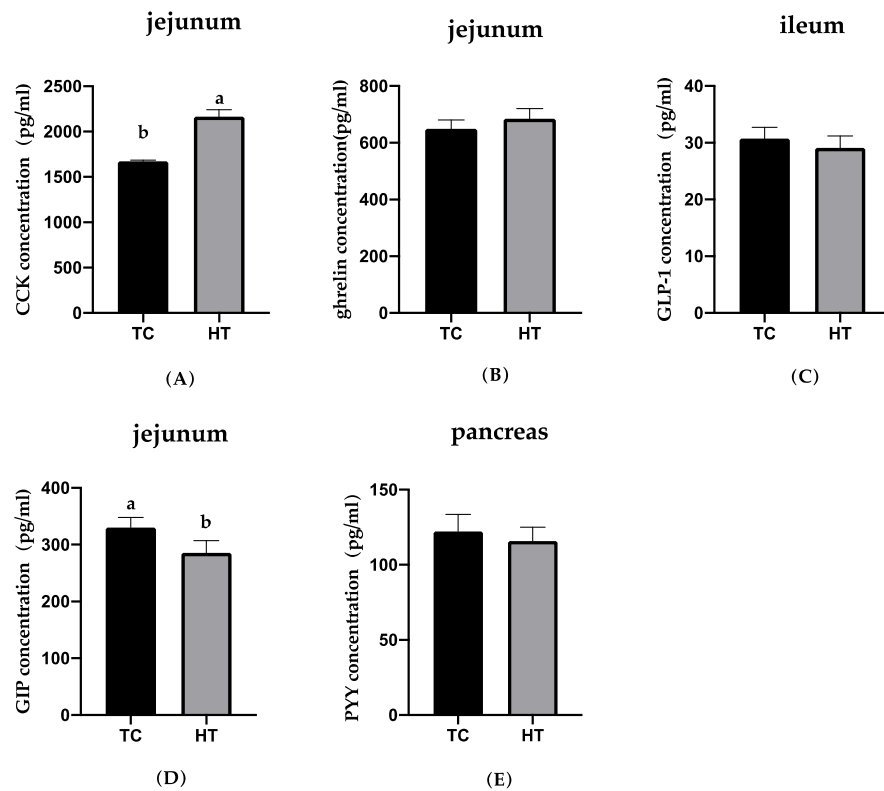 jejunum
CCK concentration (pg/ml)
2500
2000
1500
1000
500
0
b
a
TC HT
(A)
jejunum
ghrelin concentration(pg/ml)
800
600
400
200
0
TC HT
(B)
ileum
GLP-1 concentration (pg/ml)
40
30
20
10
0
TC HT
(C)
jejunum
GIP concentration (pg/ml)
400
300
200
100
0
a
b
TC HT
(D)
pancreas
PYY concentration (pg/ml)
150
100
50
0
TC HT
(E)